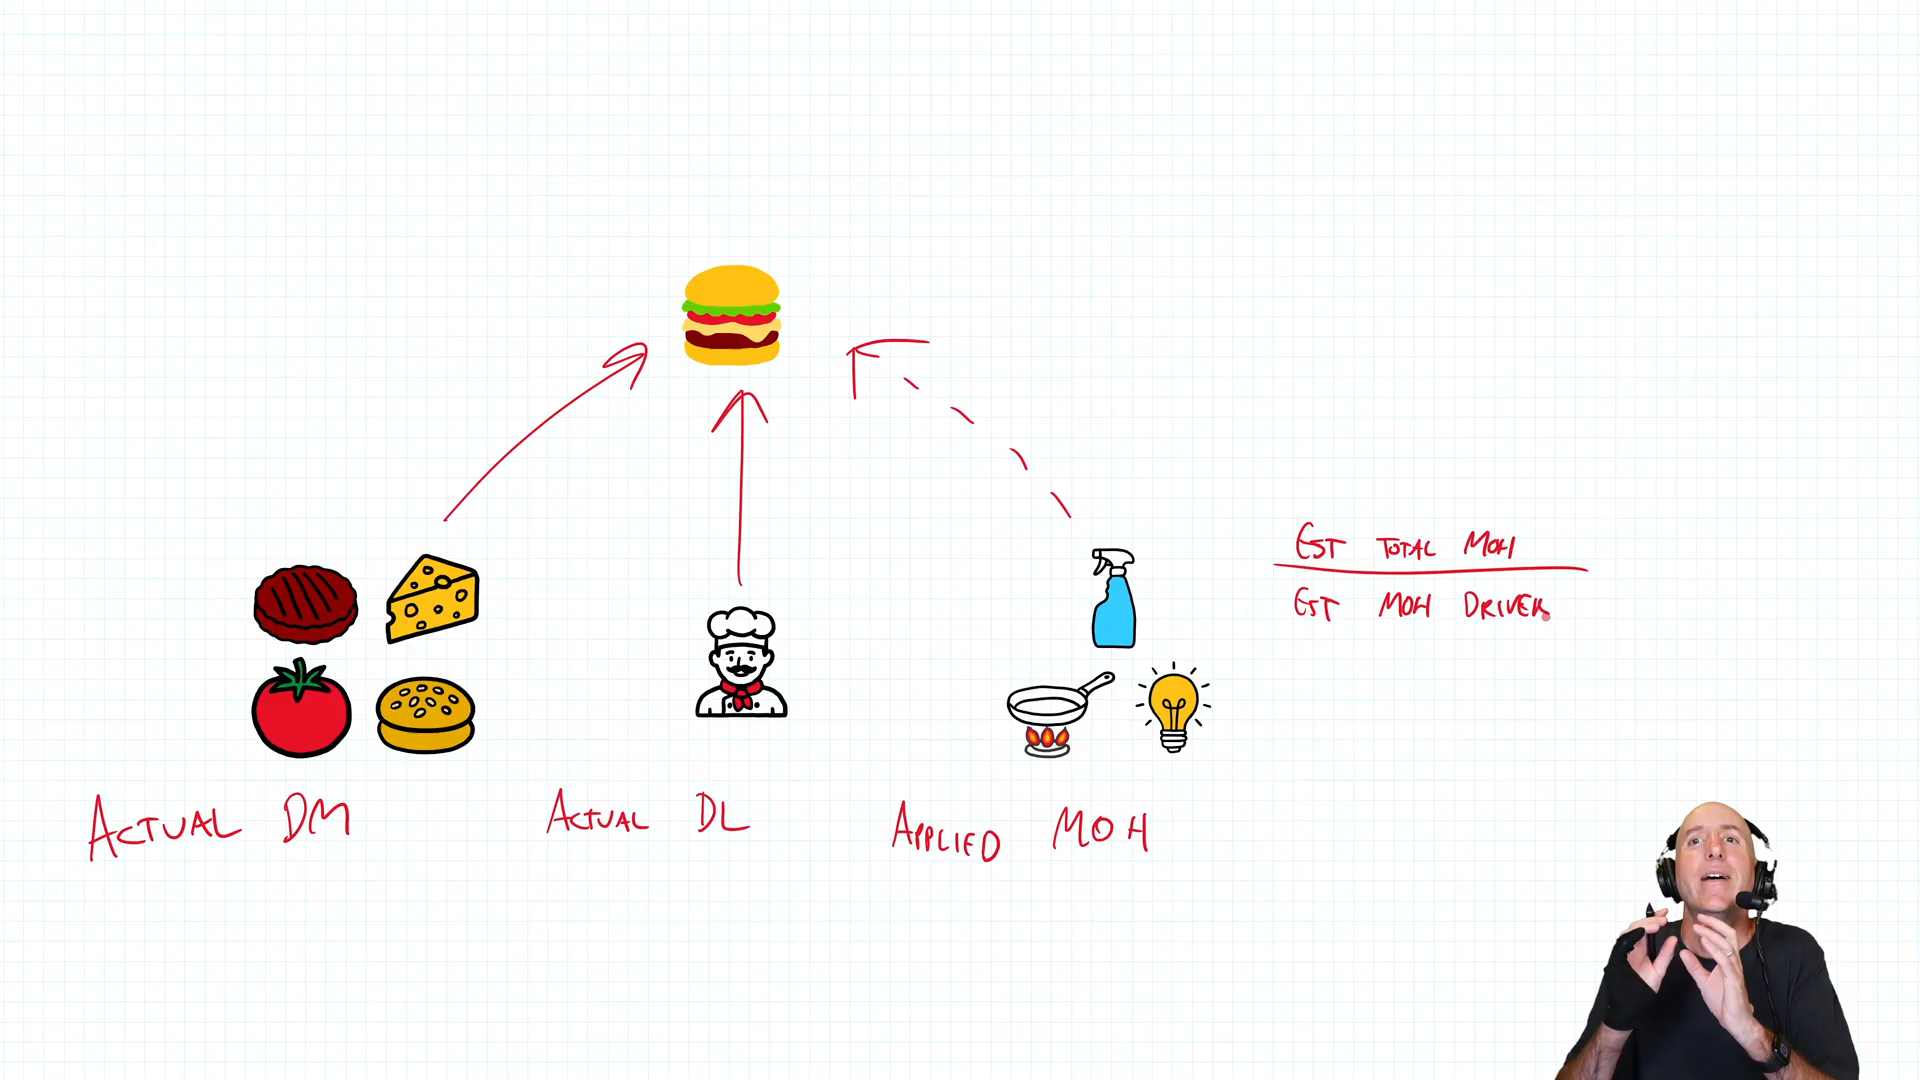 EST TOTAL MOH
EST MOH DRIVER
ACTUAL DM
ACTUAL DL
APPLIED MOH